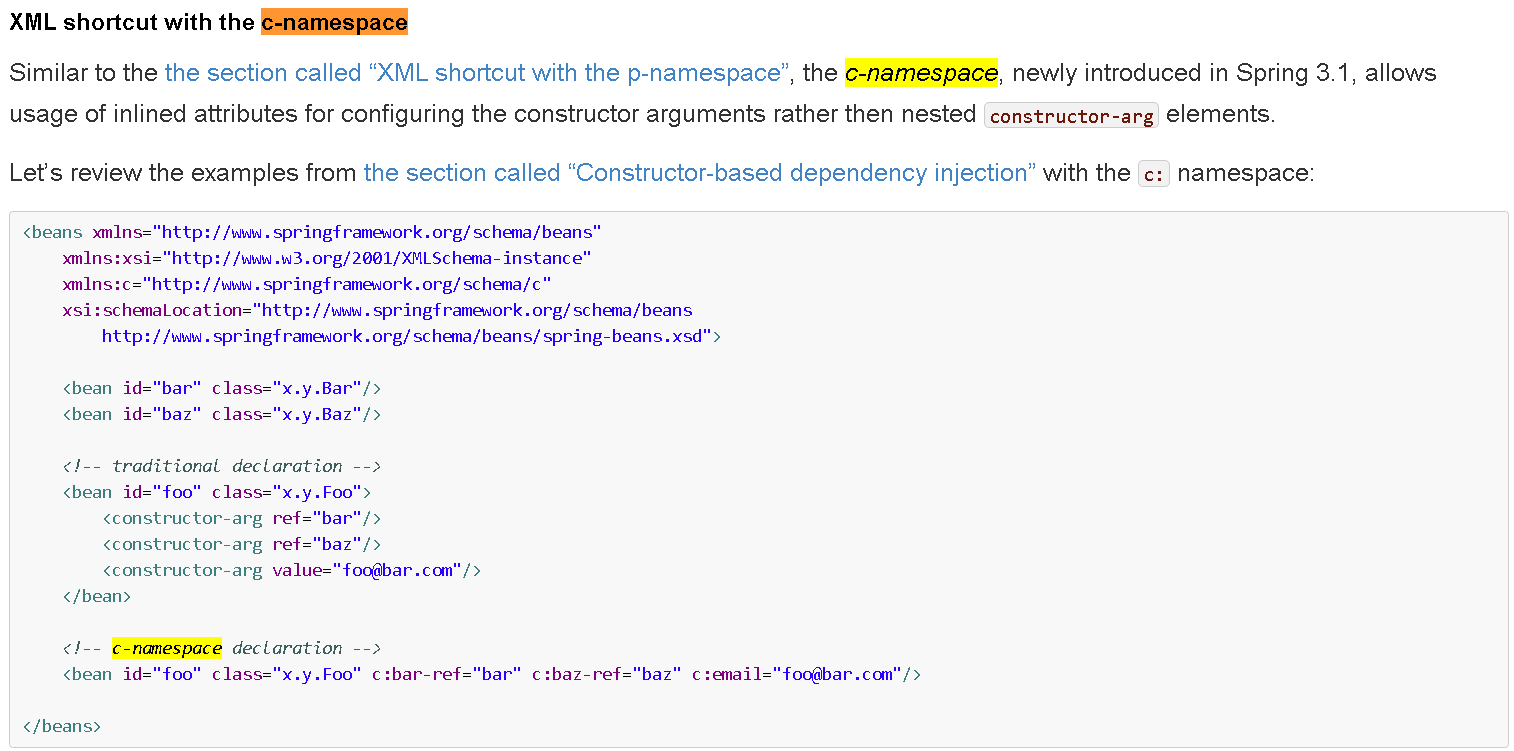 XML shortcut with the c-namespace
Similar to the the section called “XML shortcut with the p-namespace”, the c-namespace, newly introduced in Spring 3.1, allows
usage of inlined attributes for configuring the constructor arguments rather then nested constructor-arg elements.
Let’s review the examples from the section called “Constructor-based dependency injection” with the c: namespace:
<beans xmlns="http://www.springframework.org/schema/beans"
    xmlns:xsi="http://www.w3.org/2001/XMLSchema-instance"
    xmlns:c="http://www.springframework.org/schema/c"
    xsi:schemaLocation="http://www.springframework.org/schema/beans
        http://www.springframework.org/schema/beans/spring-beans.xsd">
    <bean id="bar" class="x.y.Bar"/>
    <bean id="baz" class="x.y.Baz"/>
    <!-- traditional declaration -->
    <bean id="foo" class="x.y.Foo">
        <constructor-arg ref="bar"/>
        <constructor-arg ref="baz"/>
        <constructor-arg value="foo@bar.com"/>
    </bean>
    <!-- c-namespace declaration -->
    <bean id="foo" class="x.y.Foo" c:bar-ref="bar" c:baz-ref="baz" c:email="foo@bar.com"/>
</beans>